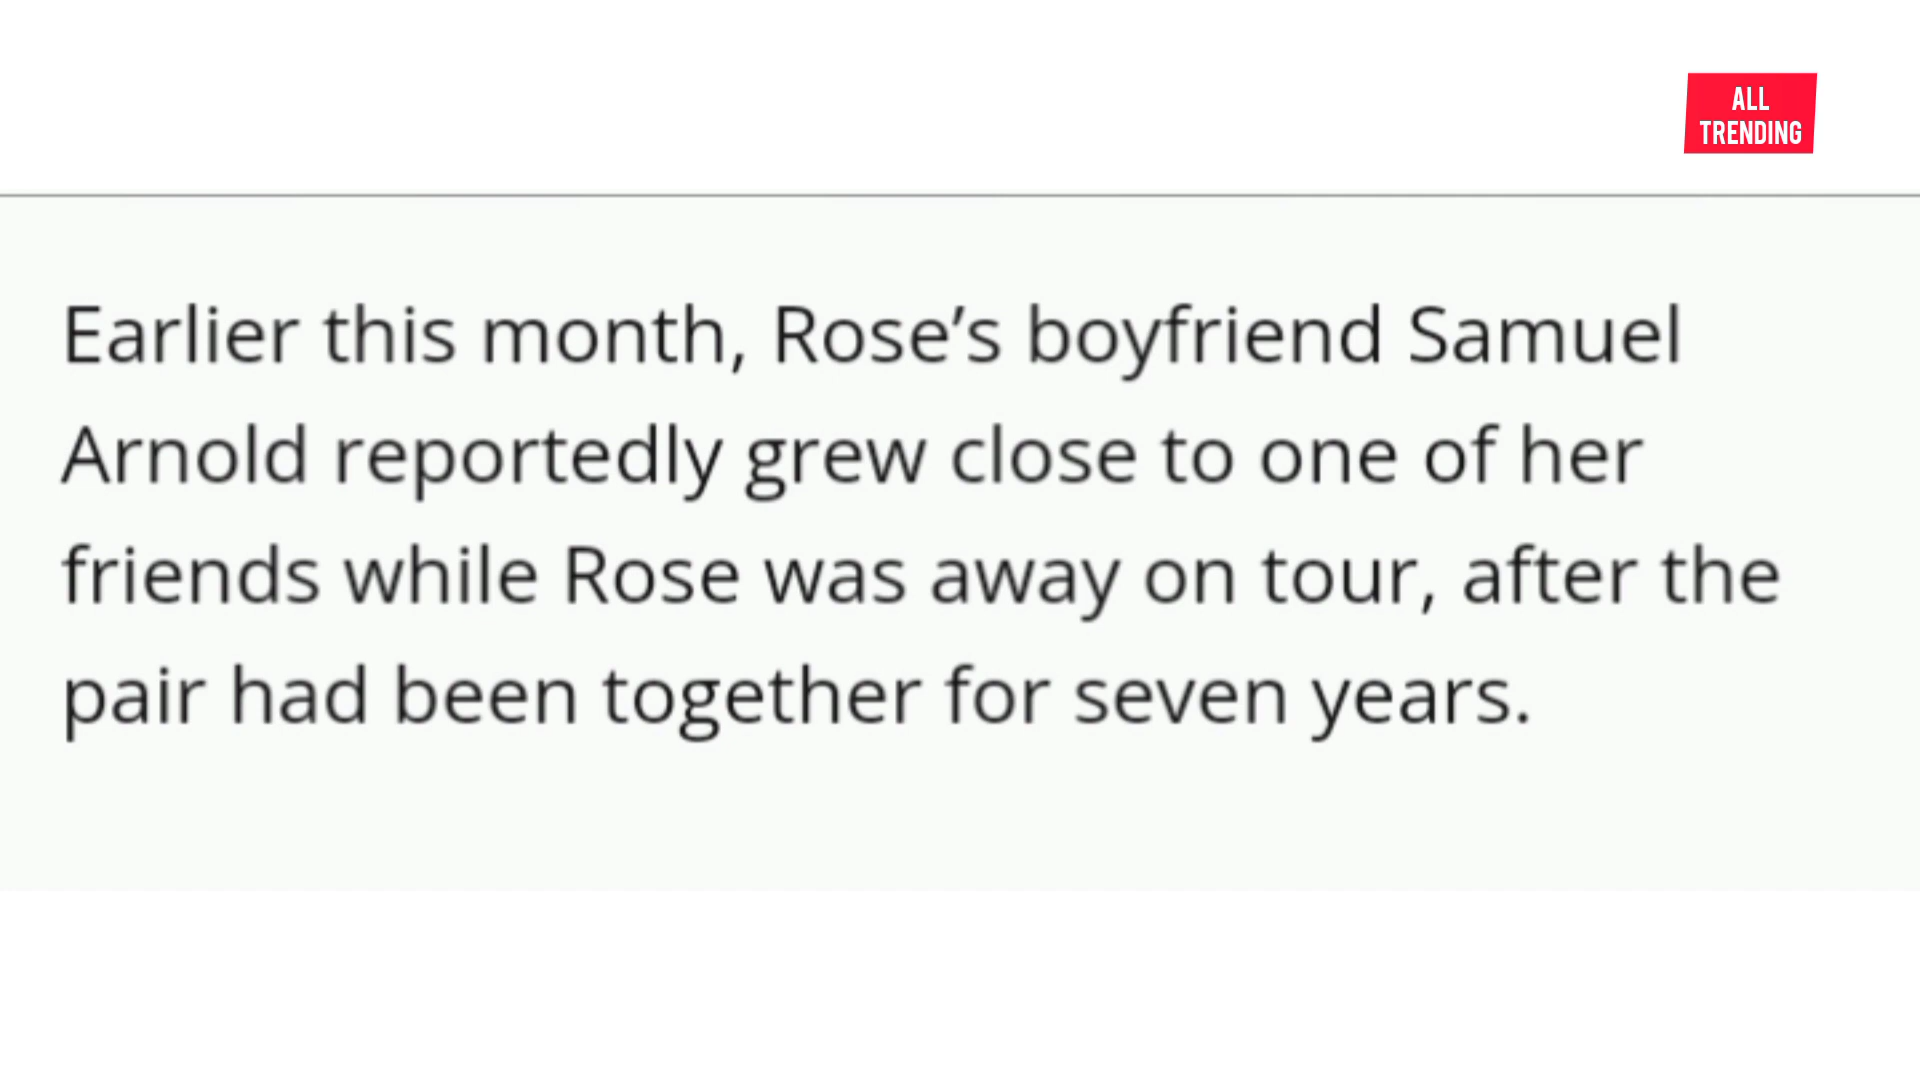 ALL
TRENDING
Earlier this month, Rose’s boyfriend Samuel
Arnold reportedly grew close to one of her
friends while Rose was away on tour, after the
pair had been together for seven years.